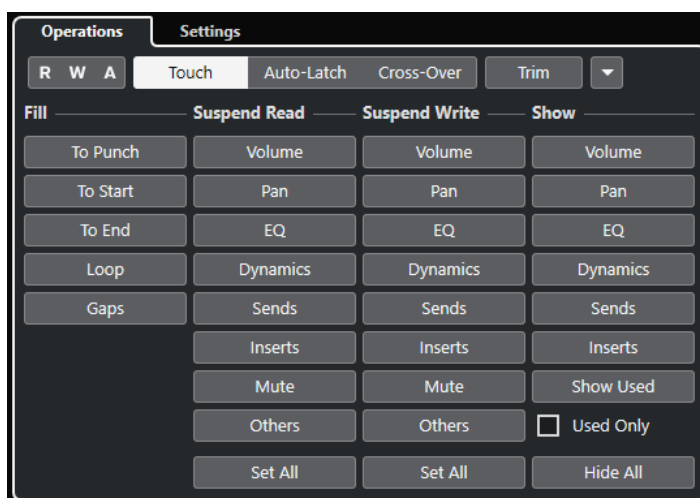 Operations Settings
R W A Touch Auto-Latch Cross-Over Trim
Fill Suspend Read Suspend Write Show
To Punch Volume Volume Volume
To Start Pan Pan Pan
To End EQ EQ EQ
Loop Dynamics Dynamics Dynamics
Gaps Sends Sends Sends
Inserts Inserts Inserts
Mute Mute Show Used
Others Others Used Only
Set All Set All Hide All